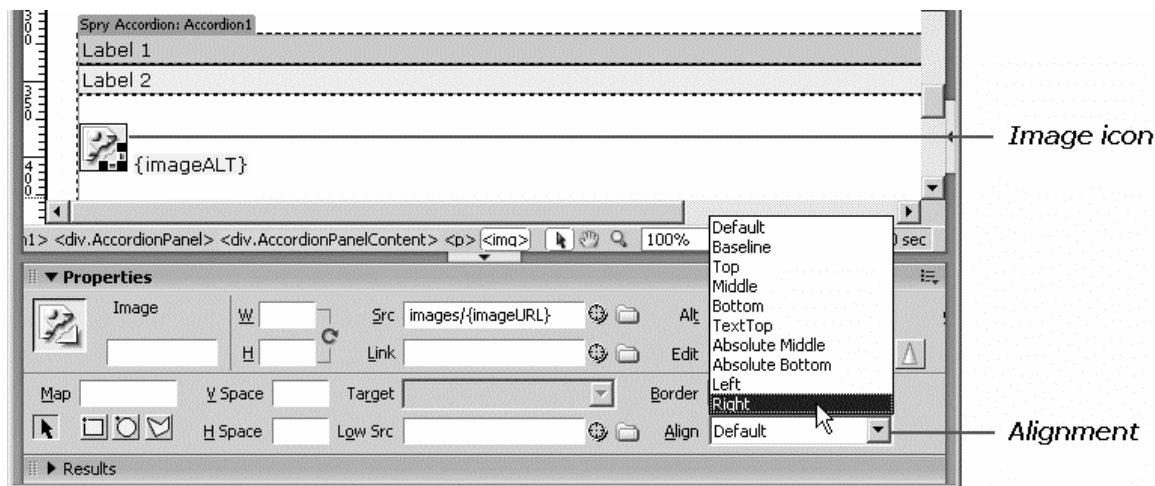 Spry Accordion: Accordion1
Label 1
Label 2
Image icon
{imageALT}
<div.AccordionPanel> <div.AccordionPanelContent> <p> <img> 100% sec
Default
Baseline
Top
Middle
Bottom
TextTop
Absolute Middle
Absolute Bottom
Left
Right
Properties
Image W Src images/{imageURL} Alt
H Link Edit
Map V Space Target Border
H Space Low Src Align Default Alignment
Results